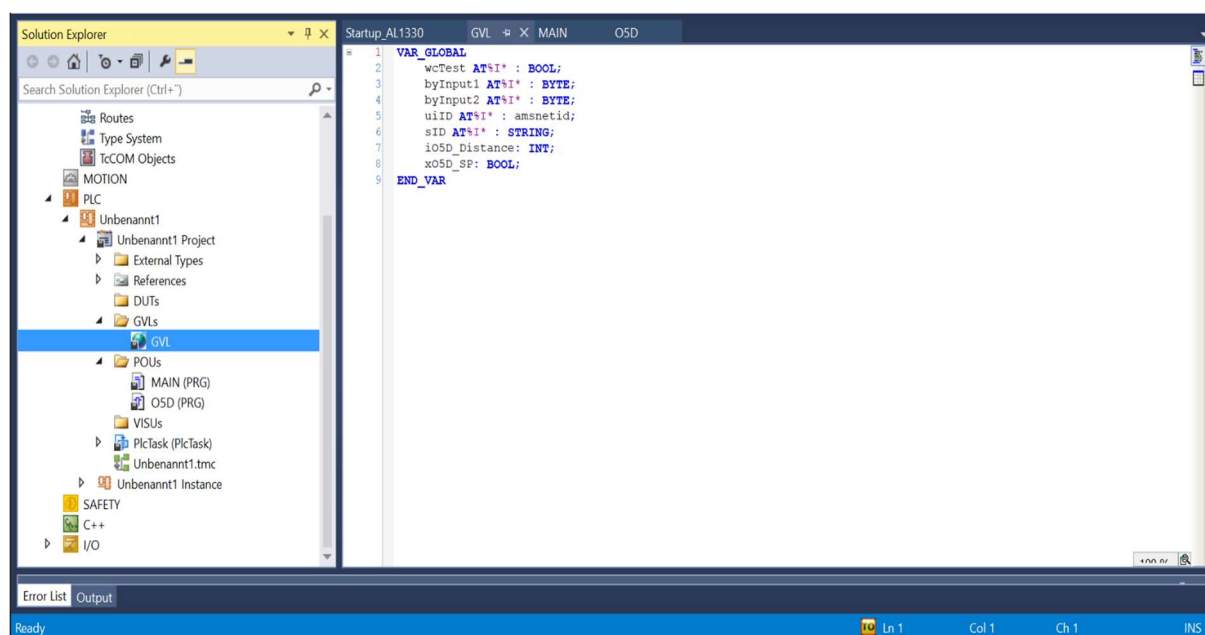 Solution Explorer
Search Solution Explorer (Ctrl+¨)
Routes
Type System
TcCOM Objects
MOTION
PLC
Unbenannt1
Unbenannt1 Project
External Types
References
DUTs
GVLs
GVL
POUs
MAIN (PRG)
O5D (PRG)
VISUs
PlcTask (PlcTask)
Unbenannt1.tmc
Unbenannt1 Instance
SAFETY
C++
I/O
Startup_AL1330 GVL MAIN O5D
1 VAR_GLOBAL
2 wcTest AT%I* : BOOL;
3 byInput1 AT%I* : BYTE;
4 byInput2 AT%I* : BYTE;
5 uiID AT%I* : amsnetid;
6 sID AT%I* : STRING;
7 iO5D_Distance: INT;
8 xO5D_SP: BOOL;
9 END_VAR
100 %
Error List Output
Ready Ln 1 Col 1 Ch 1 INS